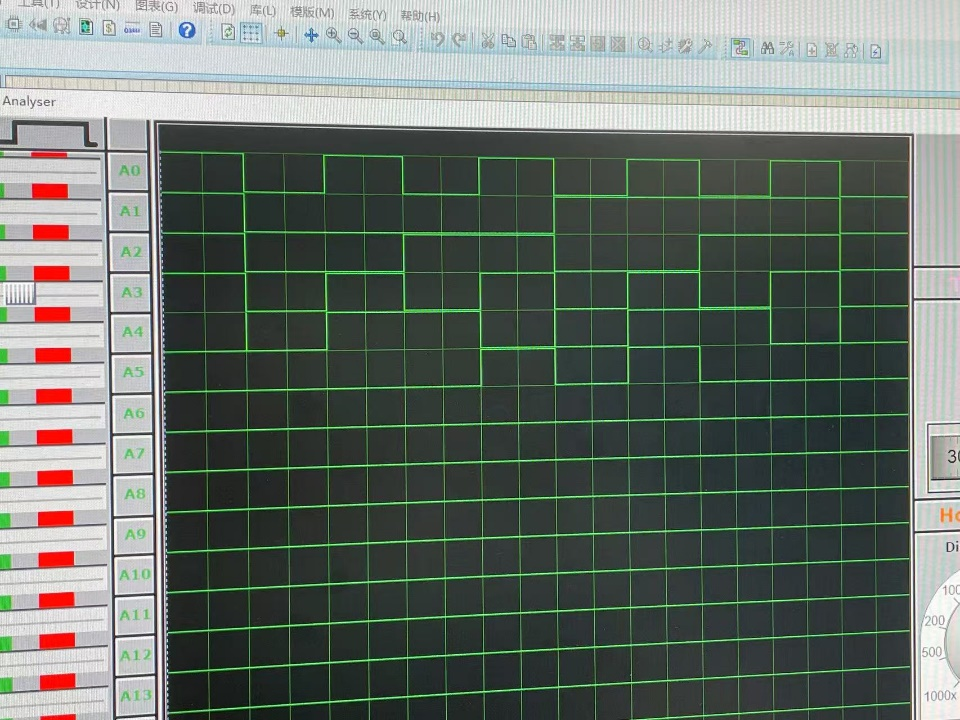 工具(T) 设计(N) 图表(G) 调试(D) 库(L) 模版(M) 系统(Y) 帮助(H)
Analyser
A0
A1
A2
A3
A4
A5
A6
A7
A8
A9
A10
A11
A12
A13
30
Ho
Di
100
200
500
1000x